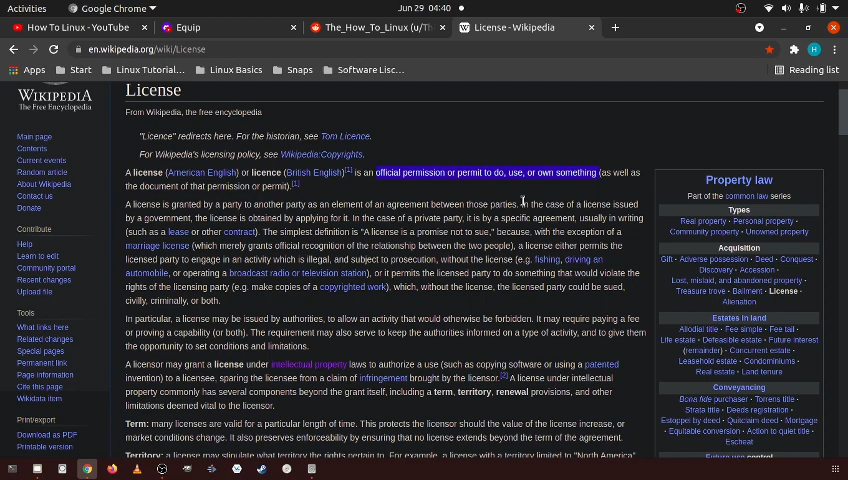 Activities Google Chrome Jun 29 04:40
How To Linux - YouTube Equip The_How_To_Linux (u/Th License - Wikipedia
en.wikipedia.org/wiki/License H
Apps Start Linux Tutorial… Linux Basics Snaps Software Lisc… Reading list
WIKIPEDIA
The Free Encyclopedia
Main page
Contents
Current events
Random article
About Wikipedia
Contact us
Donate
Contribute
Help
Learn to edit
Community portal
Recent changes
Upload file
Tools
What links here
Related changes
Special pages
Permanent link
Page information
Cite this page
Wikidata item
Print/export
Download as PDF
Printable version
License
From Wikipedia, the free encyclopedia
"Licence" redirects here. For the historian, see Tom Licence.
For Wikipedia's licensing policy, see Wikipedia:Copyrights.
A license (American English) or licence (British English)[1] is an official permission or permit to do, use, or own something (as well as
the document of that permission or permit).[1]
A license is granted by a party to another party as an element of an agreement between those parties. In the case of a license issued
by a government, the license is obtained by applying for it. In the case of a private party, it is by a specific agreement, usually in writing
(such as a lease or other contract). The simplest definition is "A license is a promise not to sue," because, with the exception of a
marriage license (which merely grants official recognition of the relationship between the two people), a license either permits the
licensed party to engage in an activity which is illegal, and subject to prosecution, without the license (e.g. fishing, driving an
automobile, or operating a broadcast radio or television station), or it permits the licensed party to do something that would violate the
rights of the licensing party (e.g. make copies of a copyrighted work), which, without the license, the licensed party could be sued,
civilly, criminally, or both.
In particular, a license may be issued by authorities, to allow an activity that would otherwise be forbidden. It may require paying a fee
or proving a capability (or both). The requirement may also serve to keep the authorities informed on a type of activity, and to give them
the opportunity to set conditions and limitations.
A licensor may grant a license under intellectual property laws to authorize a use (such as copying software or using a patented
invention) to a licensee, sparing the licensee from a claim of infringement brought by the licensor.[2] A license under intellectual
property commonly has several components beyond the grant itself, including a term, territory, renewal provisions, and other
limitations deemed vital to the licensor.
Term: many licenses are valid for a particular length of time. This protects the licensor should the value of the license increase, or
market conditions change. It also preserves enforceability by ensuring that no license extends beyond the term of the agreement.
Territory: a license may stipulate what territory the rights pertain to. For example, a license with a territory limited to "North America"
Property law
Part of the common law series
Types
Real property · Personal property ·
Community property · Unowned property
Acquisition
Gift · Adverse possession · Deed · Conquest ·
Discovery · Accession ·
Lost, mislaid, and abandoned property ·
Treasure trove · Bailment · License ·
Alienation
Estates in land
Allodial title · Fee simple · Fee tail ·
Life estate · Defeasible estate · Future interest
(remainder) · Concurrent estate ·
Leasehold estate · Condominiums ·
Real estate · Land tenure
Conveyancing
Bona fide purchaser · Torrens title ·
Strata title · Deeds registration ·
Estoppel by deed · Quitclaim deed · Mortgage ·
Equitable conversion · Action to quiet title ·
Escheat
Future use control